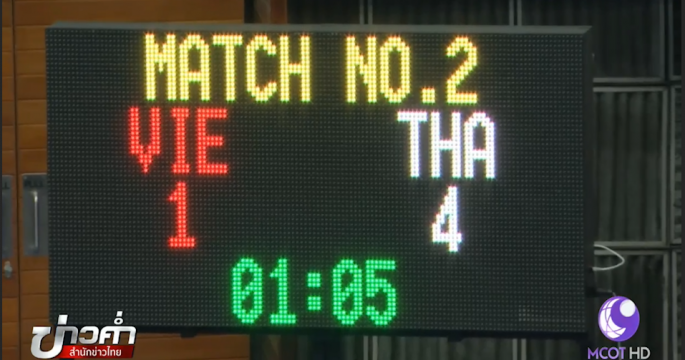 MATCH NO.2
VIE THA
1 4
01:05
ข่าวค่ำ
สำนักข่าวไทย
MCOT HD